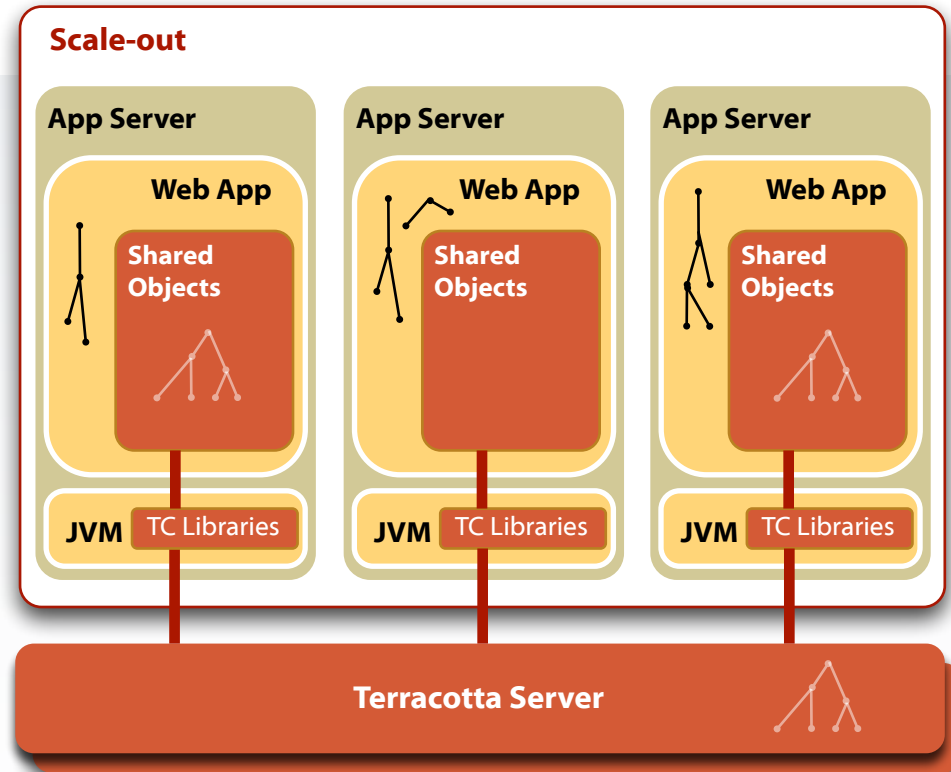 Scale-out
App Server
Web App
Shared
Objects
JVM
TC Libraries
App Server
Web App
Shared
Objects
JVM
TC Libraries
App Server
Web App
Shared
Objects
JVM
TC Libraries
Terracotta Server